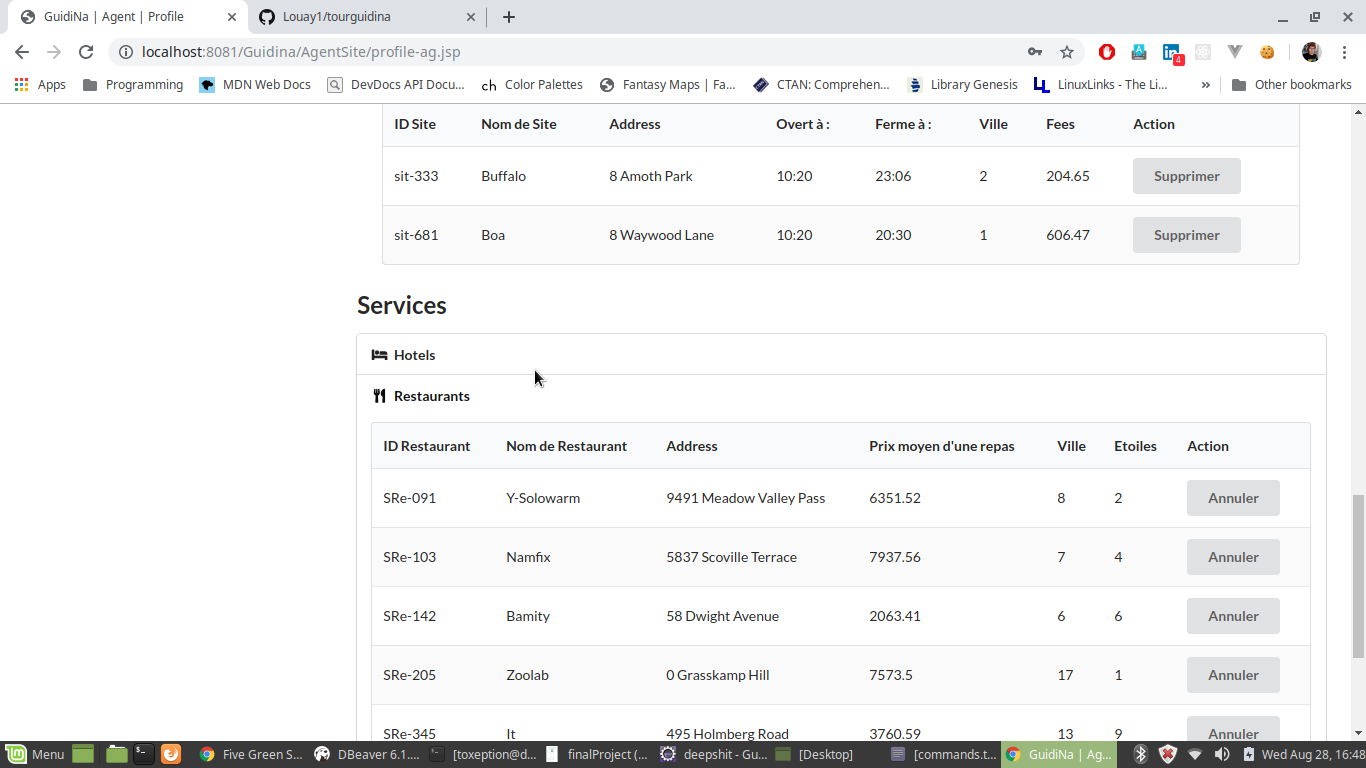 GuidiNa | Agent | Profile
Louay1/tourguidina
localhost:8081/Guidina/AgentSite/profile-ag.jsp
4
Apps Programming MDN Web Docs DevDocs API Docu... Color Palettes Fantasy Maps | Fa... CTAN: Comprehen... Library Genesis LinuxLinks - The Li... » Other bookmarks
ID Site Nom de Site Address Overt à : Ferme à : Ville Fees Action
sit-333 Buffalo 8 Amoth Park 10:20 23:06 2 204.65 Supprimer
sit-681 Boa 8 Waywood Lane 10:20 20:30 1 606.47 Supprimer
Services
Hotels
Restaurants
ID Restaurant Nom de Restaurant Address Prix moyen d'une repas Ville Etoiles Action
SRe-091 Y-Solowarm 9491 Meadow Valley Pass 6351.52 8 2 Annuler
SRe-103 Namfix 5837 Scoville Terrace 7937.56 7 4 Annuler
SRe-142 Bamity 58 Dwight Avenue 2063.41 6 6 Annuler
SRe-205 Zoolab 0 Grasskamp Hill 7573.5 17 1 Annuler
SRe-345 It 495 Holmberg Road 3760.59 13 9 Annuler
Menu Five Green S... DBeaver 6.1.... [toxeption@d... finalProject (... deepshit - Gu... [Desktop] [commands.t... GuidiNa | Ag... Wed Aug 28, 16:48